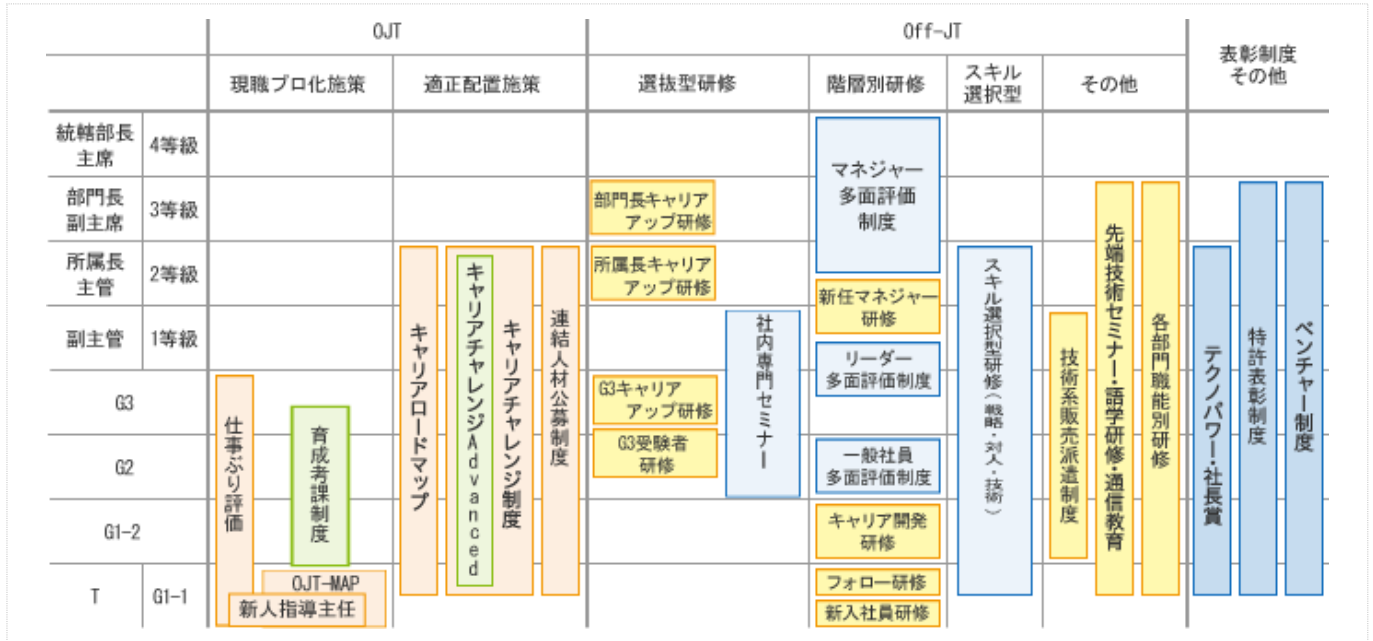 OJT
Off-JT
表彰制度
その他
現職プロ化施策
適正配置施策
選抜型研修
階層別研修
スキル
選択型
その他
統轄部長
主席
4等級
部門長
副主席
3等級
所属長
主管
2等級
副主管
1等級
G3
G2
G1-2
T
G1-1
仕事ぶり評価
育成考課制度
OJT-MAP
新人指導主任
キャリアロードマップ
キャリアチャレンジAdvanced
キャリアチャレンジ制度
連結人材公募制度
部門長キャリア
アップ研修
所属長キャリア
アップ研修
G3キャリア
アップ研修
G3受験者
研修
社内専門セミナー
マネジャー
多面評価
制度
新任マネジャー
研修
リーダー
多面評価制度
一般社員
多面評価制度
キャリア開発
研修
フォロー研修
新入社員研修
スキル選択型研修(戦略・対人・技術)
技術系販売派遣制度
先端技術セミナー・語学研修・通信教育
各部門職能別研修
テクノパワー・社長賞
特許表彰制度
ベンチャー制度